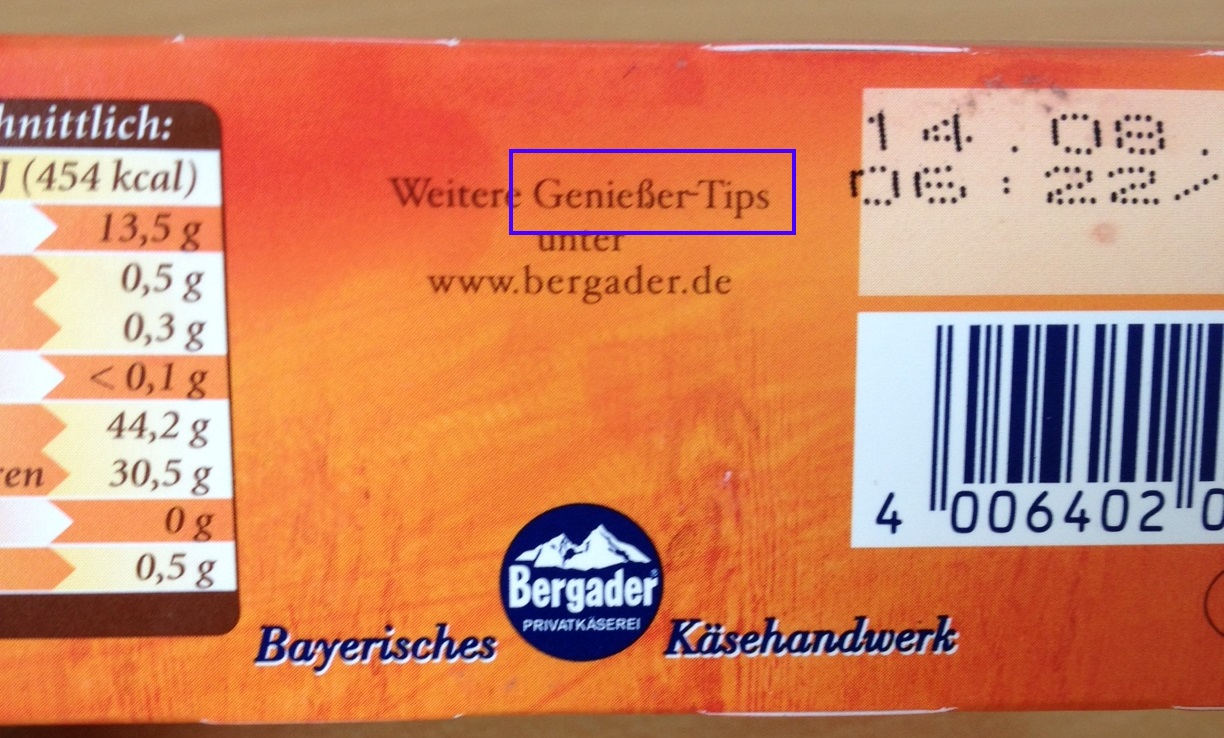 hnittlich:
J (454 kcal)
13,5 g
0,5 g
0,3 g
< 0,1 g
44,2 g
ren 30,5 g
0 g
0,5 g
Weitere Genießer-Tips
unter
www.bergader.de
14.08.
06:22/
4 006402 0
Bergader®
PRIVATKÄSEREI
Bayerisches Käsehandwerk